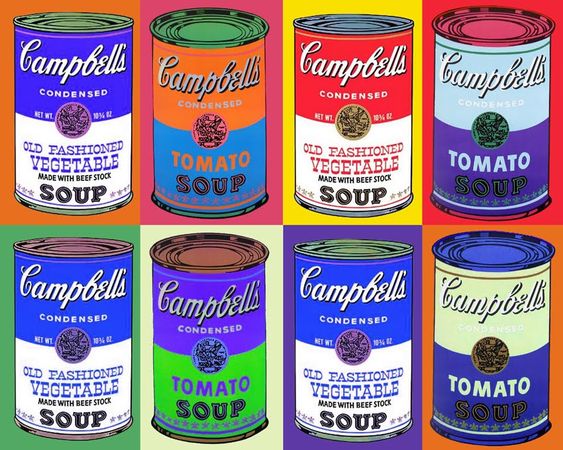 Campbell's
CONDENSED
NET WT. 10¾ OZ.
OLD FASHIONED
VEGETABLE
MADE WITH BEEF STOCK
SOUP
Campbell's
CONDENSED
TOMATO
SOUP
Campbell's
CONDENSED
NET WT. 10¾ OZ.
OLD FASHIONED
VEGETABLE
MADE WITH BEEF STOCK
SOUP
Campbell's
CONDENSED
TOMATO
SOUP
Campbell's
CONDENSED
NET WT. 10¾ OZ.
OLD FASHIONED
VEGETABLE
MADE WITH BEEF STOCK
SOUP
Campbell's
CONDENSED
TOMATO
SOUP
Campbell's
CONDENSED
NET WT. 10¾ OZ.
OLD FASHIONED
VEGETABLE
MADE WITH BEEF STOCK
SOUP
Campbell's
CONDENSED
TOMATO
SOUP